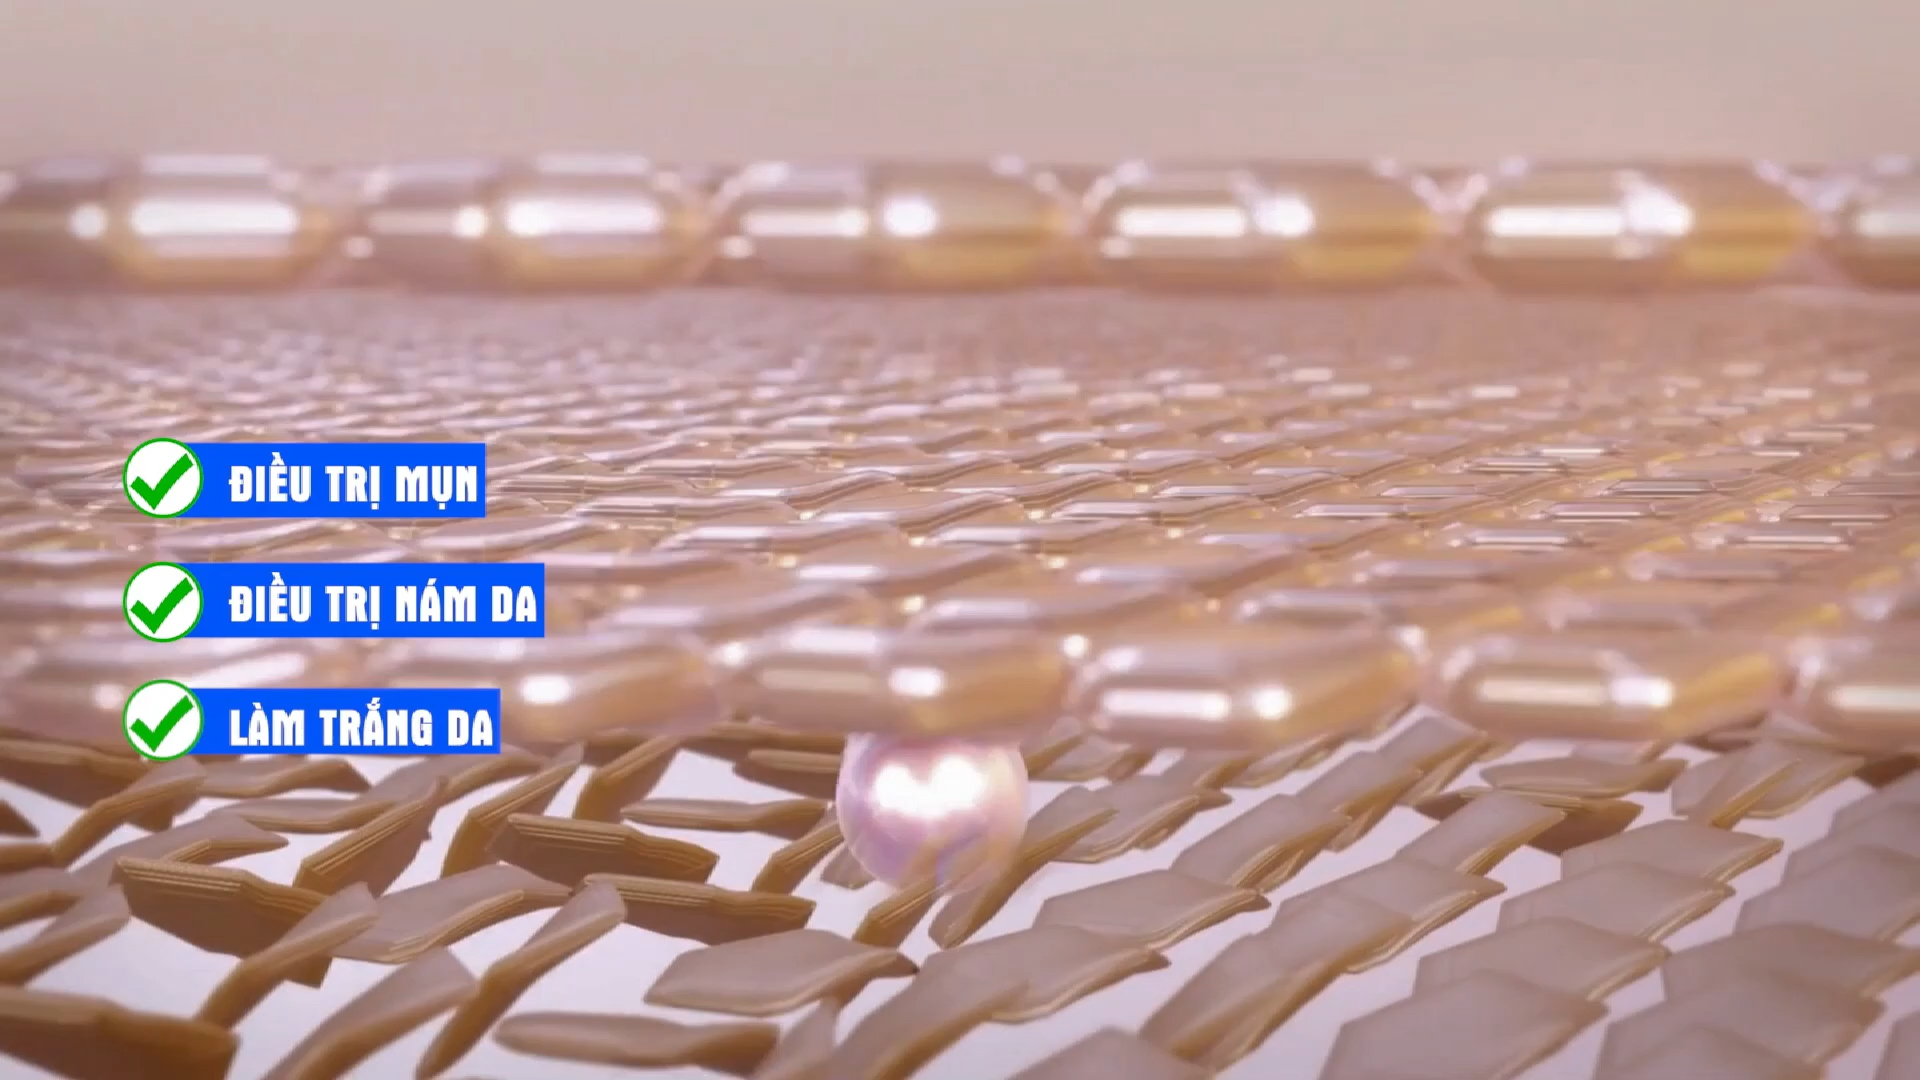 ĐIỀU TRỊ MỤN
ĐIỀU TRỊ NÁM DA
LÀM TRẮNG DA